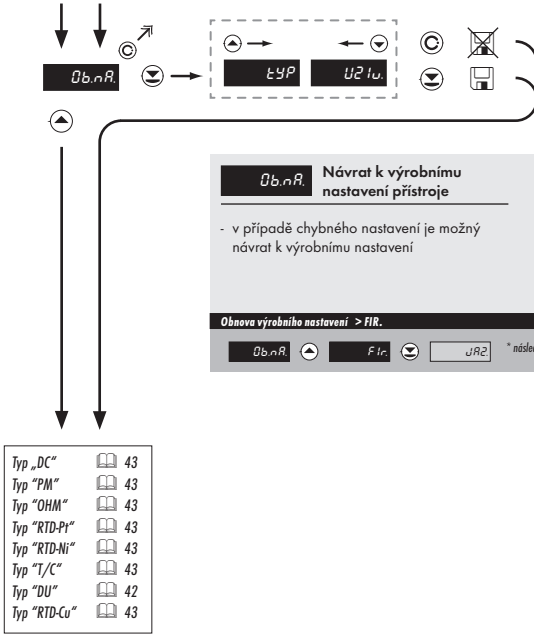 Ob.nA.
tYP
UZIv.
Ob.nA.
Návrat k výrobnímu
nastavení přístroje
- v případě chybného nastavení je možný
návrat k výrobnímu nastavení
Obnova výrobního nastavení > FIR.
Ob.nA.
FIr.
JAZ.
* násled
Typ „DC“ 43
Typ “PM“ 43
Typ “OHM“ 43
Typ “RTD-Pt“ 43
Typ “RTD-Ni“ 43
Typ “T/C“ 43
Typ “DU“ 42
Typ “RTD-Cu“ 43